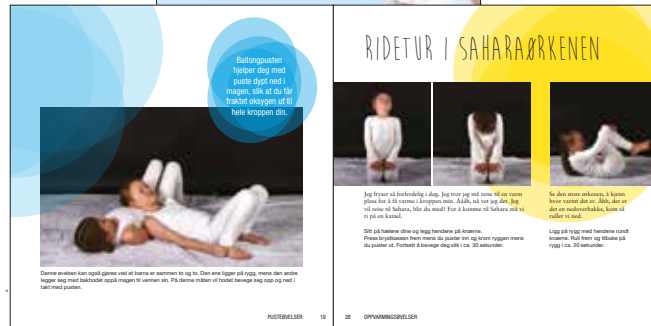 Ballongpusten
hjelper deg med
puste dypt ned i
magen, slik at du får
fraktet oksygen ut til
hele kroppen din.
Denne øvelsen kan også gjøres ved at barna er sammen to og to. Den ene ligger på rygg, mens den andre
legger seg med bakhodet oppå magen til vennen sin. På denne måten vil hodet bevege seg opp og ned i
takt med pusten.
PUSTEØVELSER 19
RIDETUR I SAHARAØRKENEN
Jeg fryser så forferdelig i dag. Jeg tror jeg må reise til en varm
plass for å få varme i kroppen min. Åååh, nå vet jeg det. Jeg
vil reise til Sahara, blir du med? For å komme til Sahara må vi
ri på en kamel.
Sitt på hælene dine og legg hendene på knærne.
Press brystkassen frem mens du puster inn og krom ryggen mens
du puster ut. Fortsett å bevege deg slik i ca. 30 sekunder.
Se den store ørkenen, å kjenn
hvor varmt der er. Åhh, der er
det en nedoverbakke, kom så
ruller vi ned.
Ligg på rygg med hendene rundt
knærne. Rull frem og tilbake på
rygg i ca. 20 sekunder.
28 OPPVARMINGSØVELSER